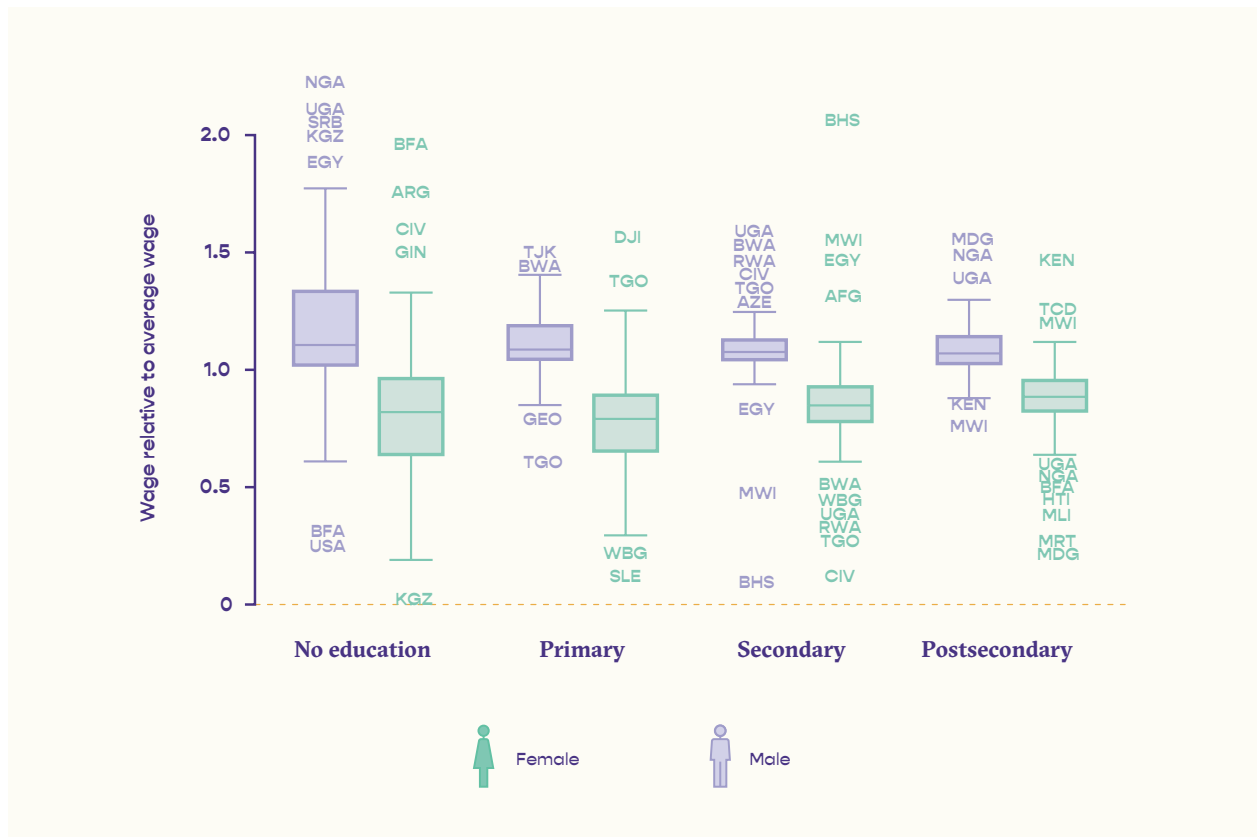 Wage relative to average wage
2.0
1.5
1.0
0.5
0
NGA
UGA
SRB
KGZ
EGY
BFA
USA
BFA
ARG
CIV
GIN
KGZ
TJK
BWA
GEO
TGO
DJI
TGO
WBG
SLE
UGA
BWA
RWA
CIV
TGO
AZE
EGY
MWI
BHS
BHS
MWI
EGY
AFG
BWA
WBG
UGA
RWA
TGO
CIV
MDG
NGA
UGA
KEN
MWI
KEN
TCD
MWI
UGA
NGA
BFA
HTI
MLI
MRT
MDG
No education Primary Secondary Postsecondary
Female Male